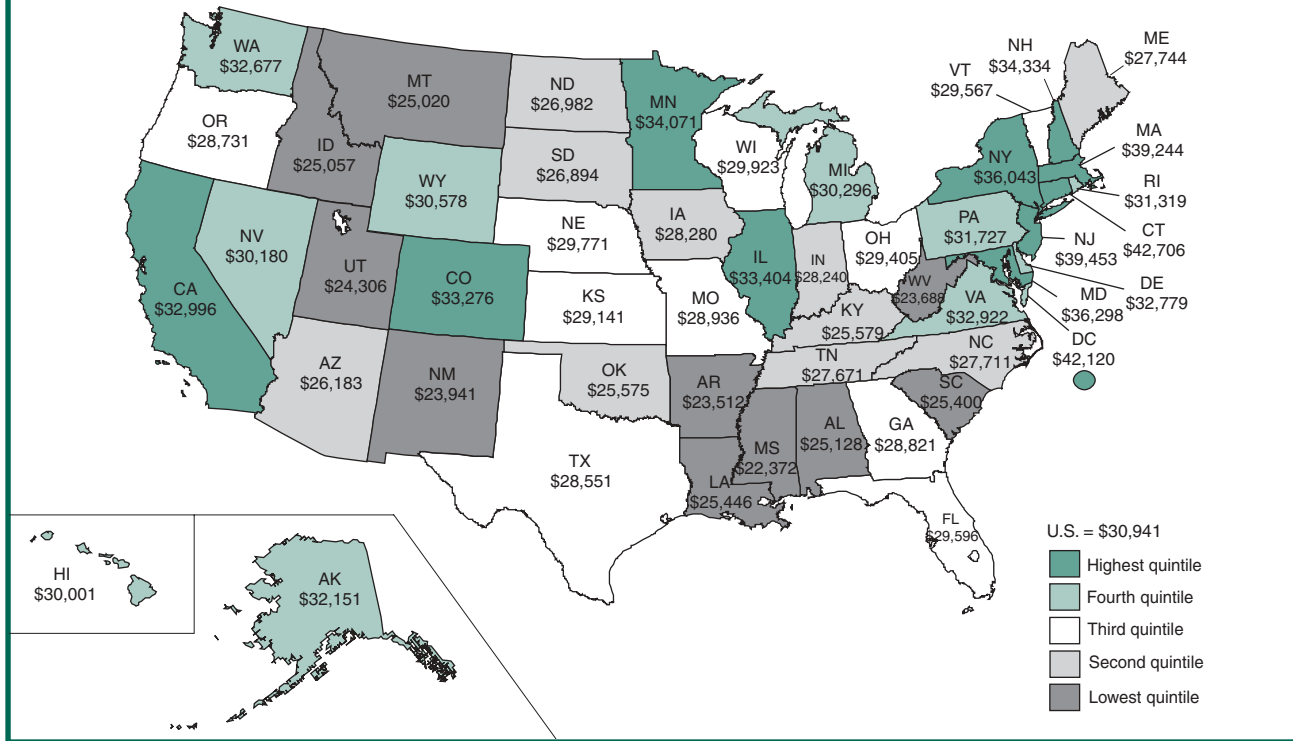 WA
$32,677
OR
$28,731
CA
$32,996
NV
$30,180
ID
$25,057
MT
$25,020
WY
$30,578
UT
$24,306
CO
$33,276
AZ
$26,183
NM
$23,941
ND
$26,982
SD
$26,894
NE
$29,771
KS
$29,141
OK
$25,575
TX
$28,551
MN
$34,071
IA
$28,280
MO
$28,936
AR
$23,512
LA
$25,446
WI
$29,923
IL
$33,404
MI
$30,296
IN
$28,240
OH
$29,405
KY
$25,579
TN
$27,671
MS
$22,372
AL
$25,128
GA
$28,821
FL
$29,596
SC
$25,400
NC
$27,711
VA
$32,922
WV
$23,688
PA
$31,727
NY
$36,043
VT
$29,567
NH
$34,334
ME
$27,744
MA
$39,244
RI
$31,319
CT
$42,706
NJ
$39,453
DE
$32,779
MD
$36,298
DC
$42,120
HI
$30,001
AK
$32,151
U.S. = $30,941
Highest quintile
Fourth quintile
Third quintile
Second quintile
Lowest quintile